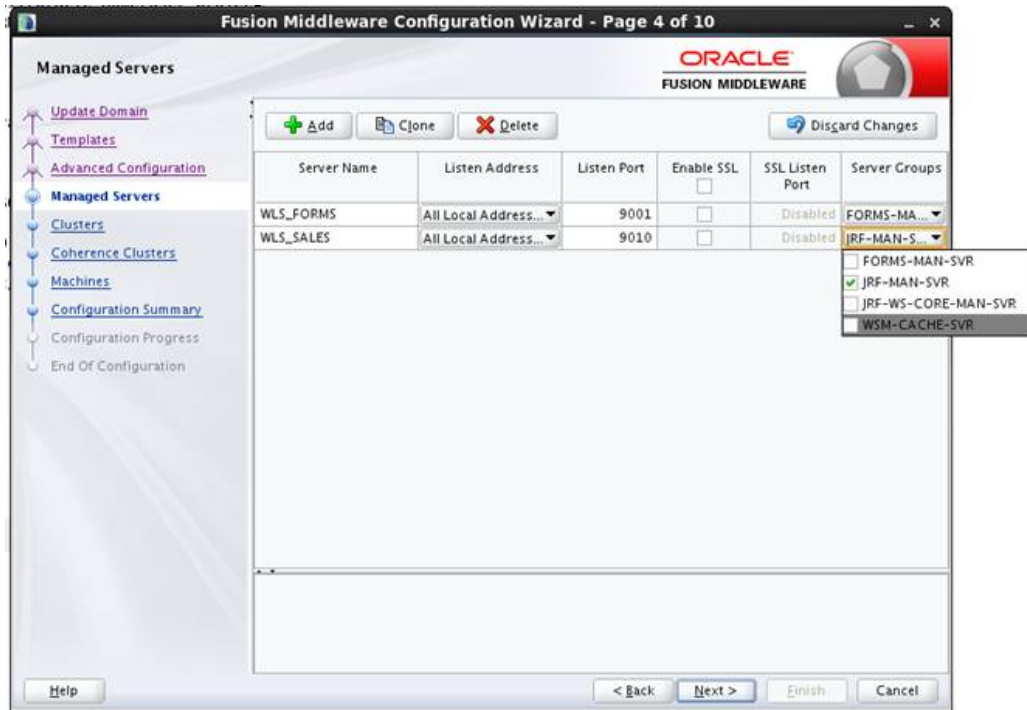 Fusion Middleware Configuration Wizard - Page 4 of 10
Managed Servers
ORACLE
FUSION MIDDLEWARE
Update Domain
Templates
Advanced Configuration
Managed Servers
Clusters
Coherence Clusters
Machines
Configuration Summary
Configuration Progress
End Of Configuration
Add
Clone
Delete
Discard Changes
Server Name Listen Address Listen Port Enable SSL SSL Listen Port Server Groups
WLS_FORMS All Local Address... 9001 Disabled FORMS-MA...
WLS_SALES All Local Address... 9010 Disabled JRF-MAN-S...
FORMS-MAN-SVR
JRF-MAN-SVR
JRF-WS-CORE-MAN-SVR
WSM-CACHE-SVR
Help
< Back
Next >
Finish
Cancel